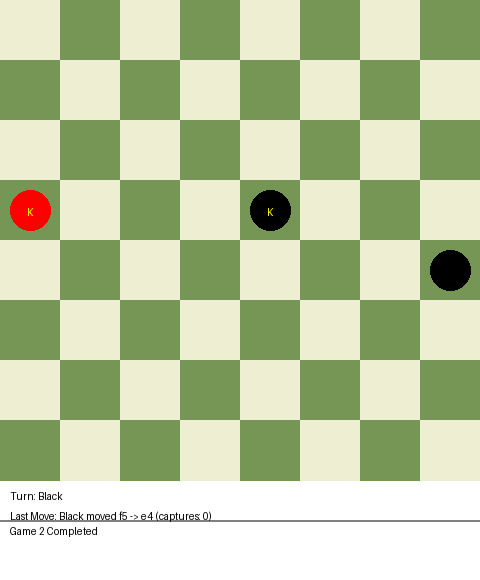 K
K
Turn: Black
Last Move: Black moved f5 -> e4 (captures: 0)
Game 2 Completed